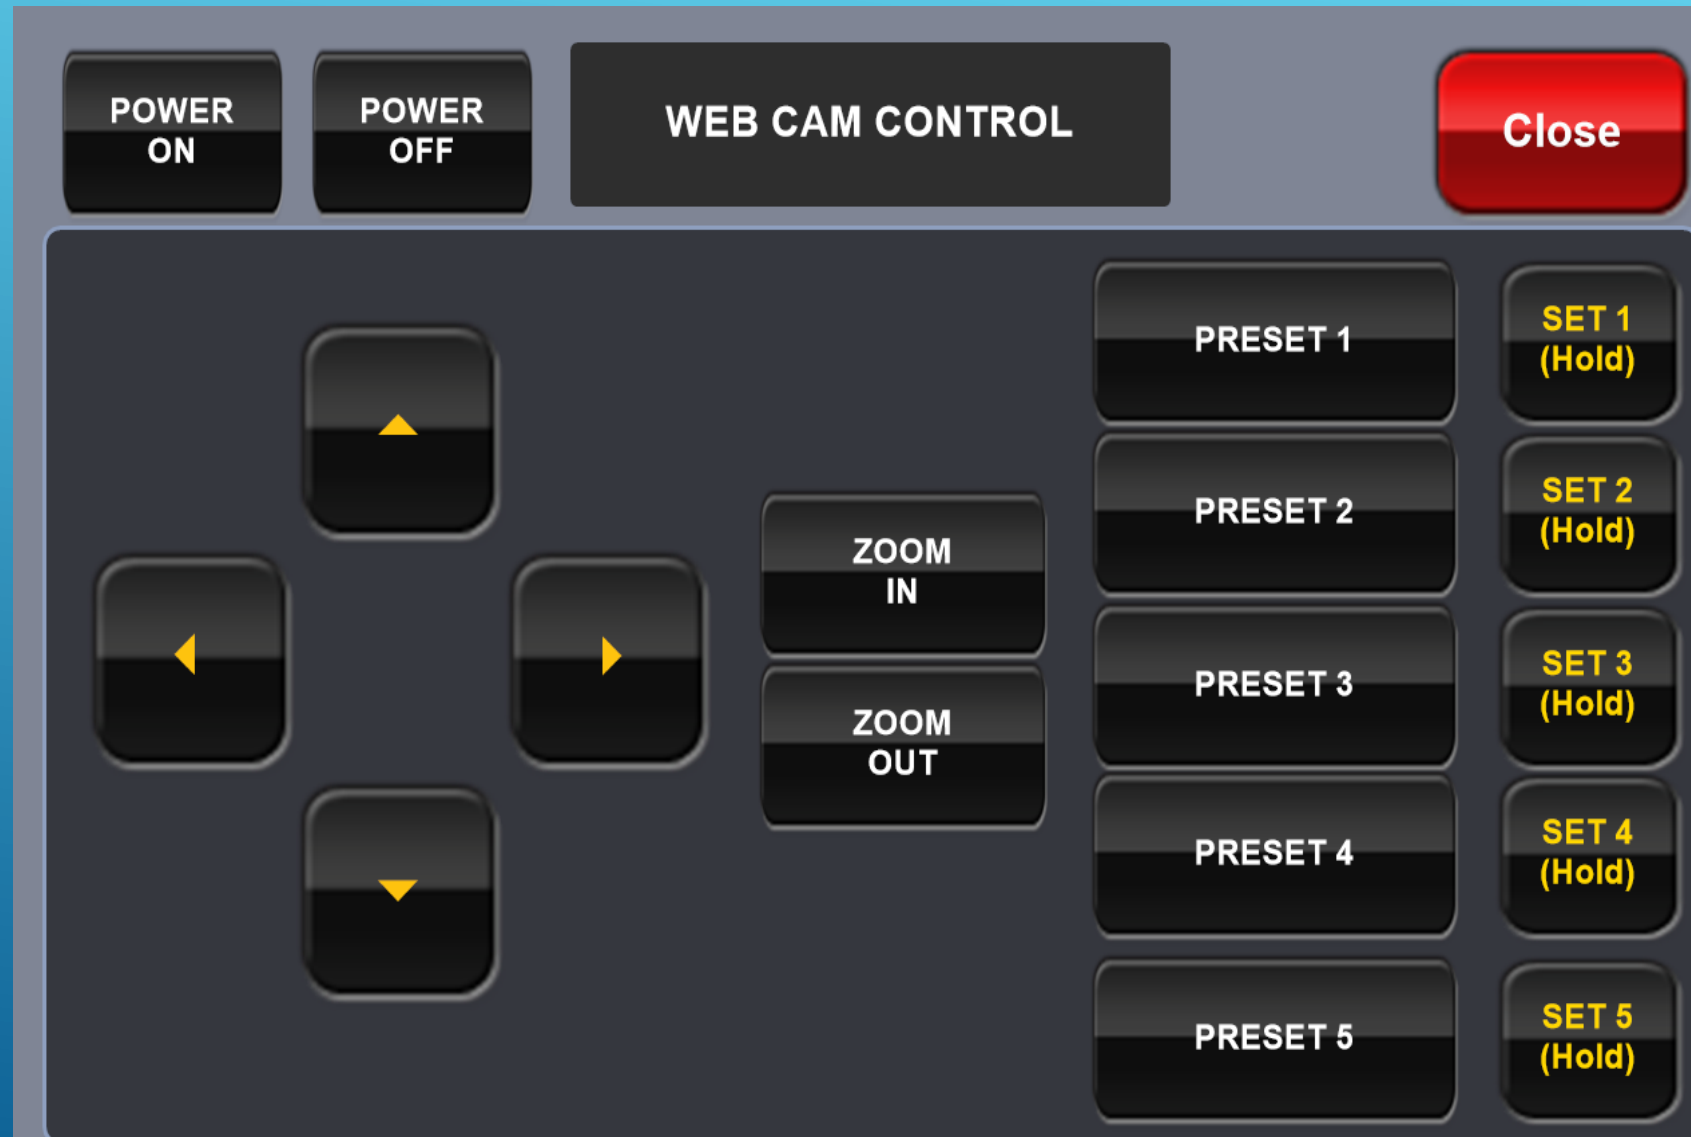 POWER
ON
POWER
OFF
WEB CAM CONTROL
Close
PRESET 1
SET 1
(Hold)
PRESET 2
SET 2
(Hold)
ZOOM
IN
PRESET 3
SET 3
(Hold)
ZOOM
OUT
PRESET 4
SET 4
(Hold)
PRESET 5
SET 5
(Hold)